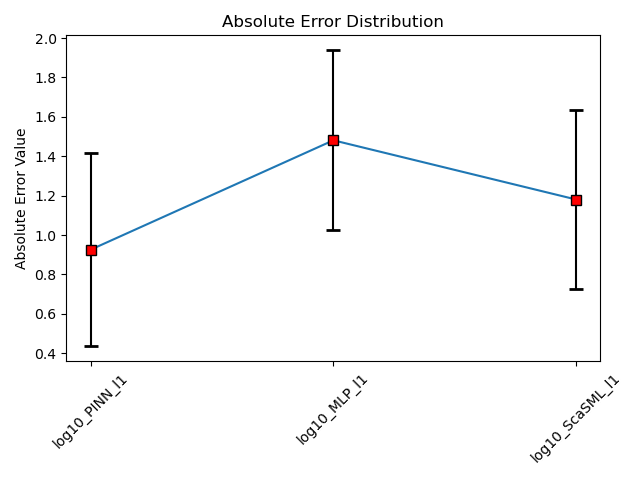 Absolute Error Distribution
Absolute Error Value
2.0
1.8
1.6
1.4
1.2
1.0
0.8
0.6
0.4
log10_PINN_l1
log10_MLP_l1
log10_ScaSML_l1